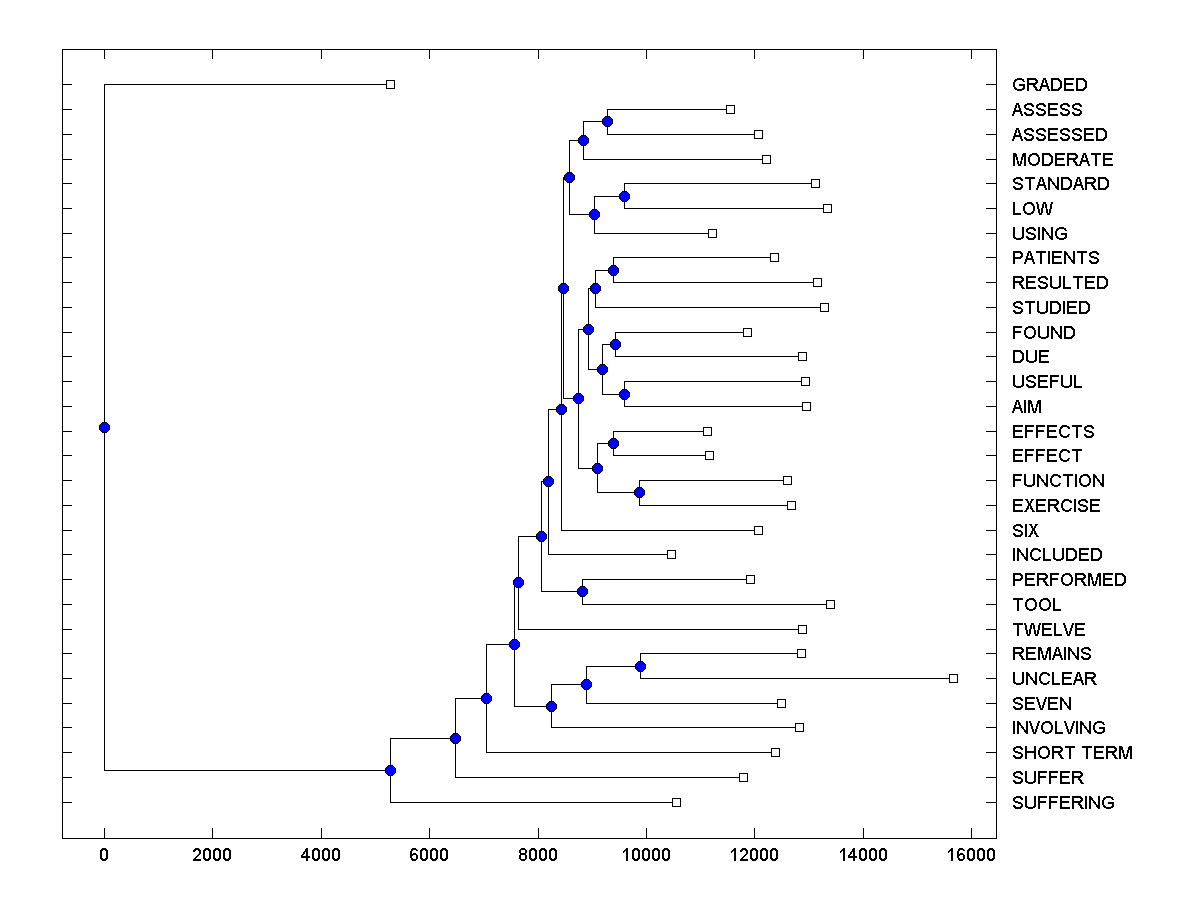 GRADED
ASSESS
ASSESSED
MODERATE
STANDARD
LOW
USING
PATIENTS
RESULTED
STUDIED
FOUND
DUE
USEFUL
AIM
EFFECTS
EFFECT
FUNCTION
EXERCISE
SIX
INCLUDED
PERFORMED
TOOL
TWELVE
REMAINS
UNCLEAR
SEVEN
INVOLVING
SHORT TERM
SUFFER
SUFFERING
0 2000 4000 6000 8000 10000 12000 14000 16000